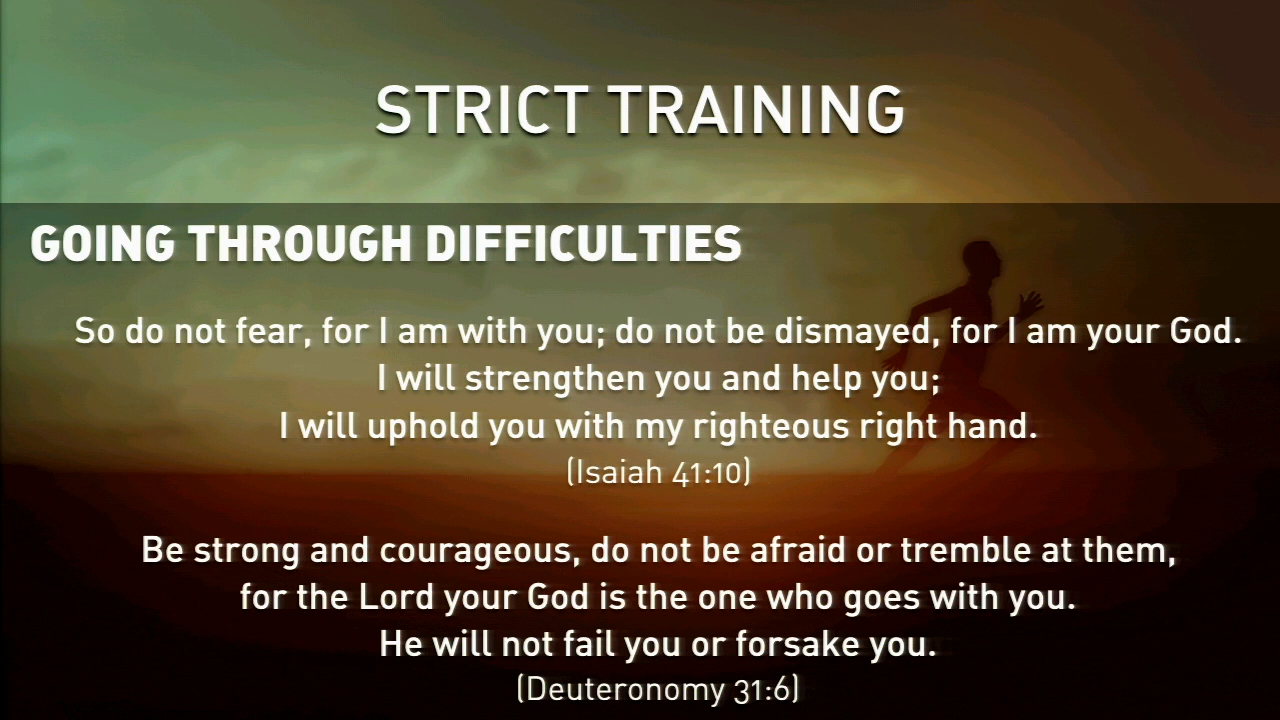 STRICT TRAINING
GOING THROUGH DIFFICULTIES
So do not fear, for I am with you; do not be dismayed, for I am your God.
I will strengthen you and help you;
I will uphold you with my righteous right hand.
(Isaiah 41:10)
Be strong and courageous, do not be afraid or tremble at them,
for the Lord your God is the one who goes with you.
He will not fail you or forsake you.
(Deuteronomy 31:6)